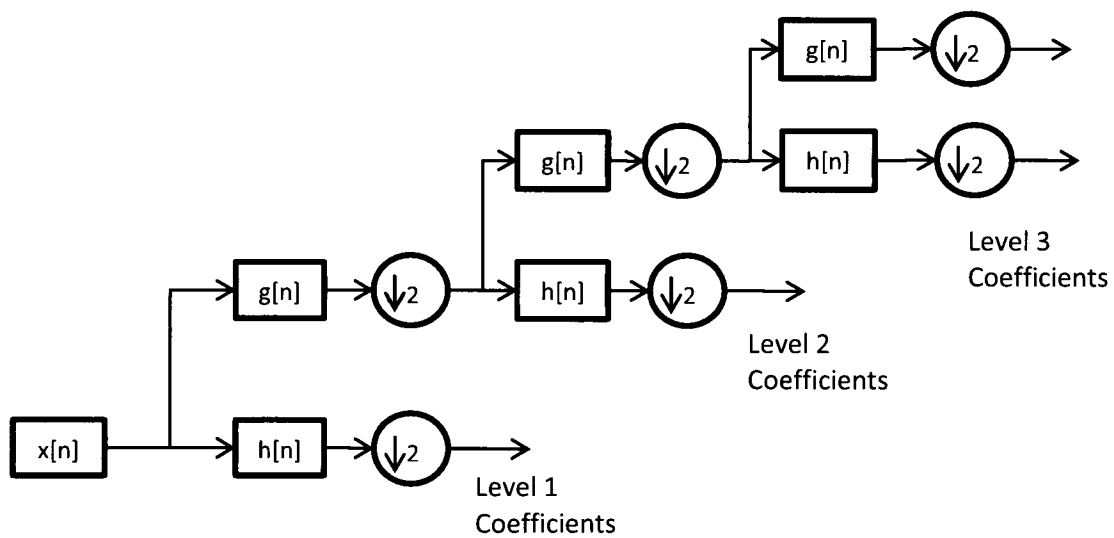 g[n]
2
g[n]
2
h[n]
2
Level 3
Coefficients
g[n]
2
h[n]
2
Level 2
Coefficients
x[n]
h[n]
2
Level 1
Coefficients